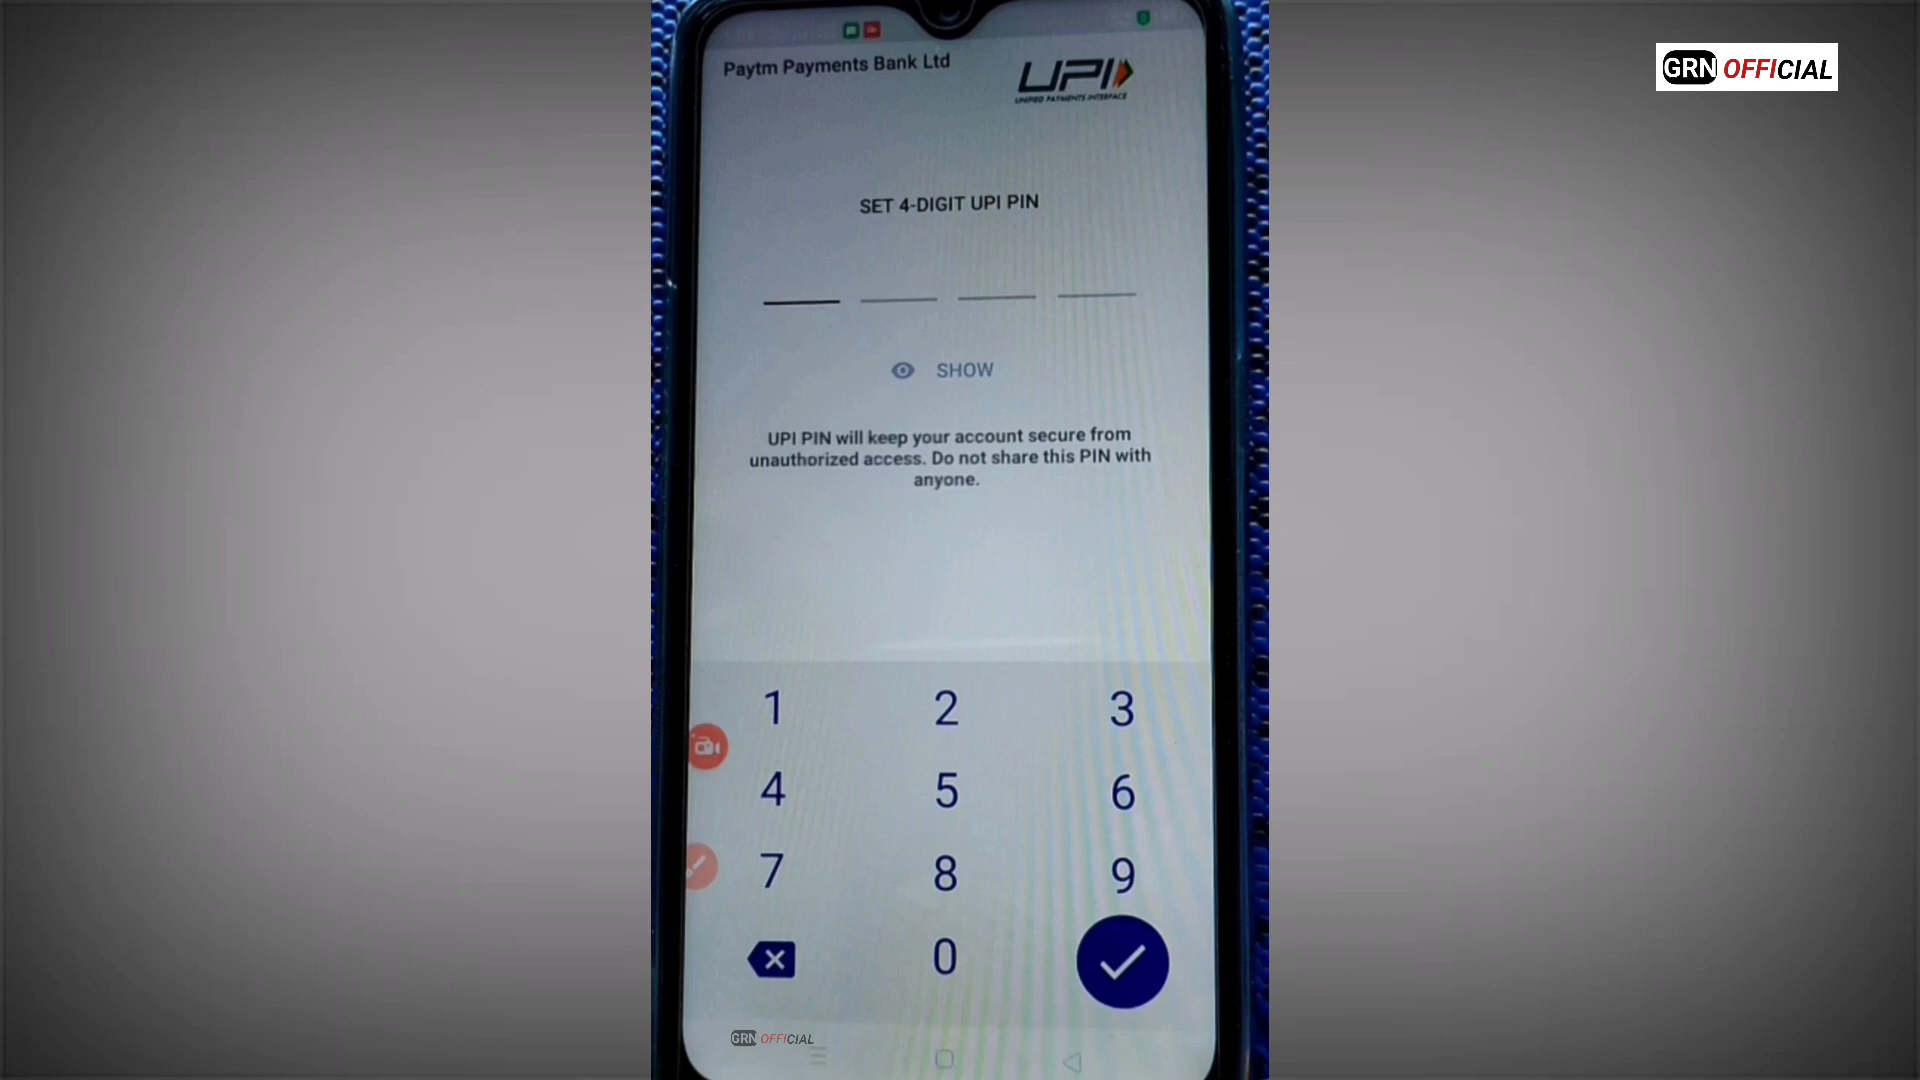 GRN OFFICIAL
Paytm Payments Bank Ltd
UPI
UNIFIED PAYMENTS INTERFACE
SET 4-DIGIT UPI PIN
SHOW
UPI PIN will keep your account secure from
unauthorized access. Do not share this PIN with
anyone.
1 2 3
4 5 6
7 8 9
0
GRN OFFICIAL